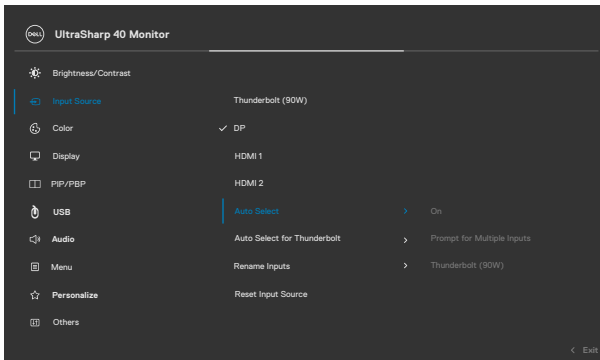 DELL UltraSharp 40 Monitor
Brightness/Contrast
Input Source Thunderbolt (90W)
Color DP
Display HDMI 1
PIP/PBP HDMI 2
USB Auto Select On
Audio Auto Select for Thunderbolt Prompt for Multiple Inputs
Menu Rename Inputs Thunderbolt (90W)
Personalize Reset Input Source
Others
Exit